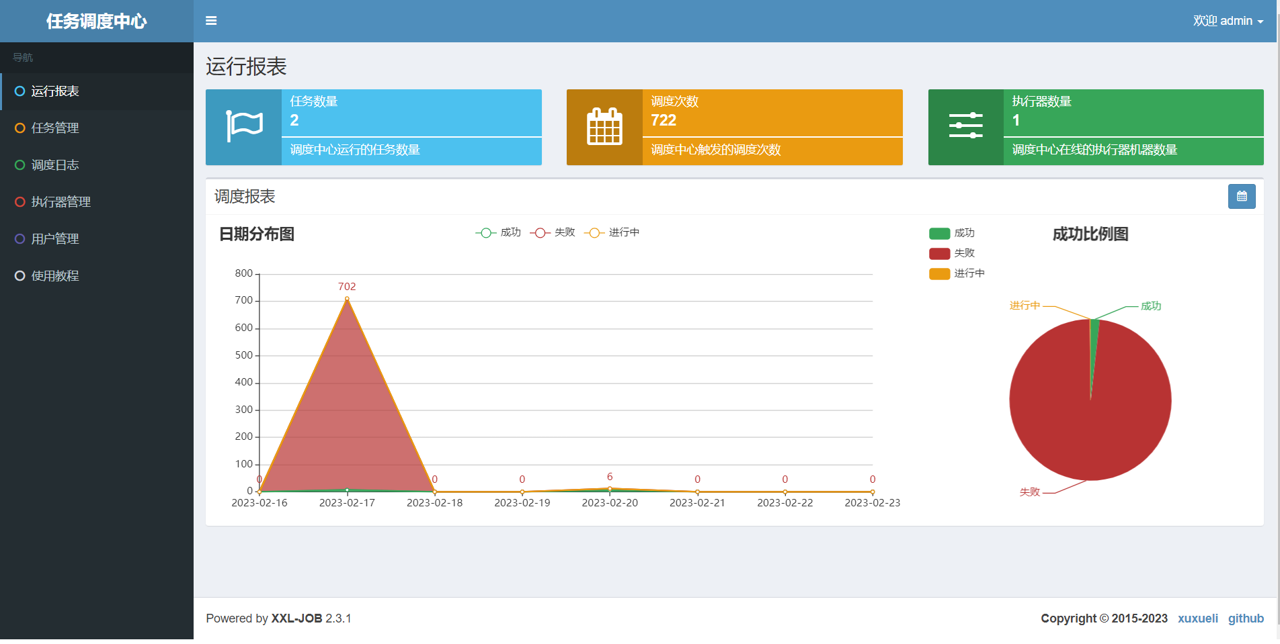 任务调度中心
欢迎 admin
导航
运行报表
任务管理
调度日志
执行器管理
用户管理
使用教程
运行报表
任务数量
2
调度中心运行的任务数量
调度次数
722
调度中心触发的调度次数
执行器数量
1
调度中心在线的执行器机器数量
调度报表
日期分布图
成功 失败 进行中
800
700
600
500
400
300
200
100
0
702
0 0 0 6 0 0 0
2023-02-16 2023-02-17 2023-02-18 2023-02-19 2023-02-20 2023-02-21 2023-02-22 2023-02-23
成功
失败
进行中
成功比例图
进行中 成功
失败
Powered by XXL-JOB 2.3.1
Copyright © 2015-2023 xuxueli github